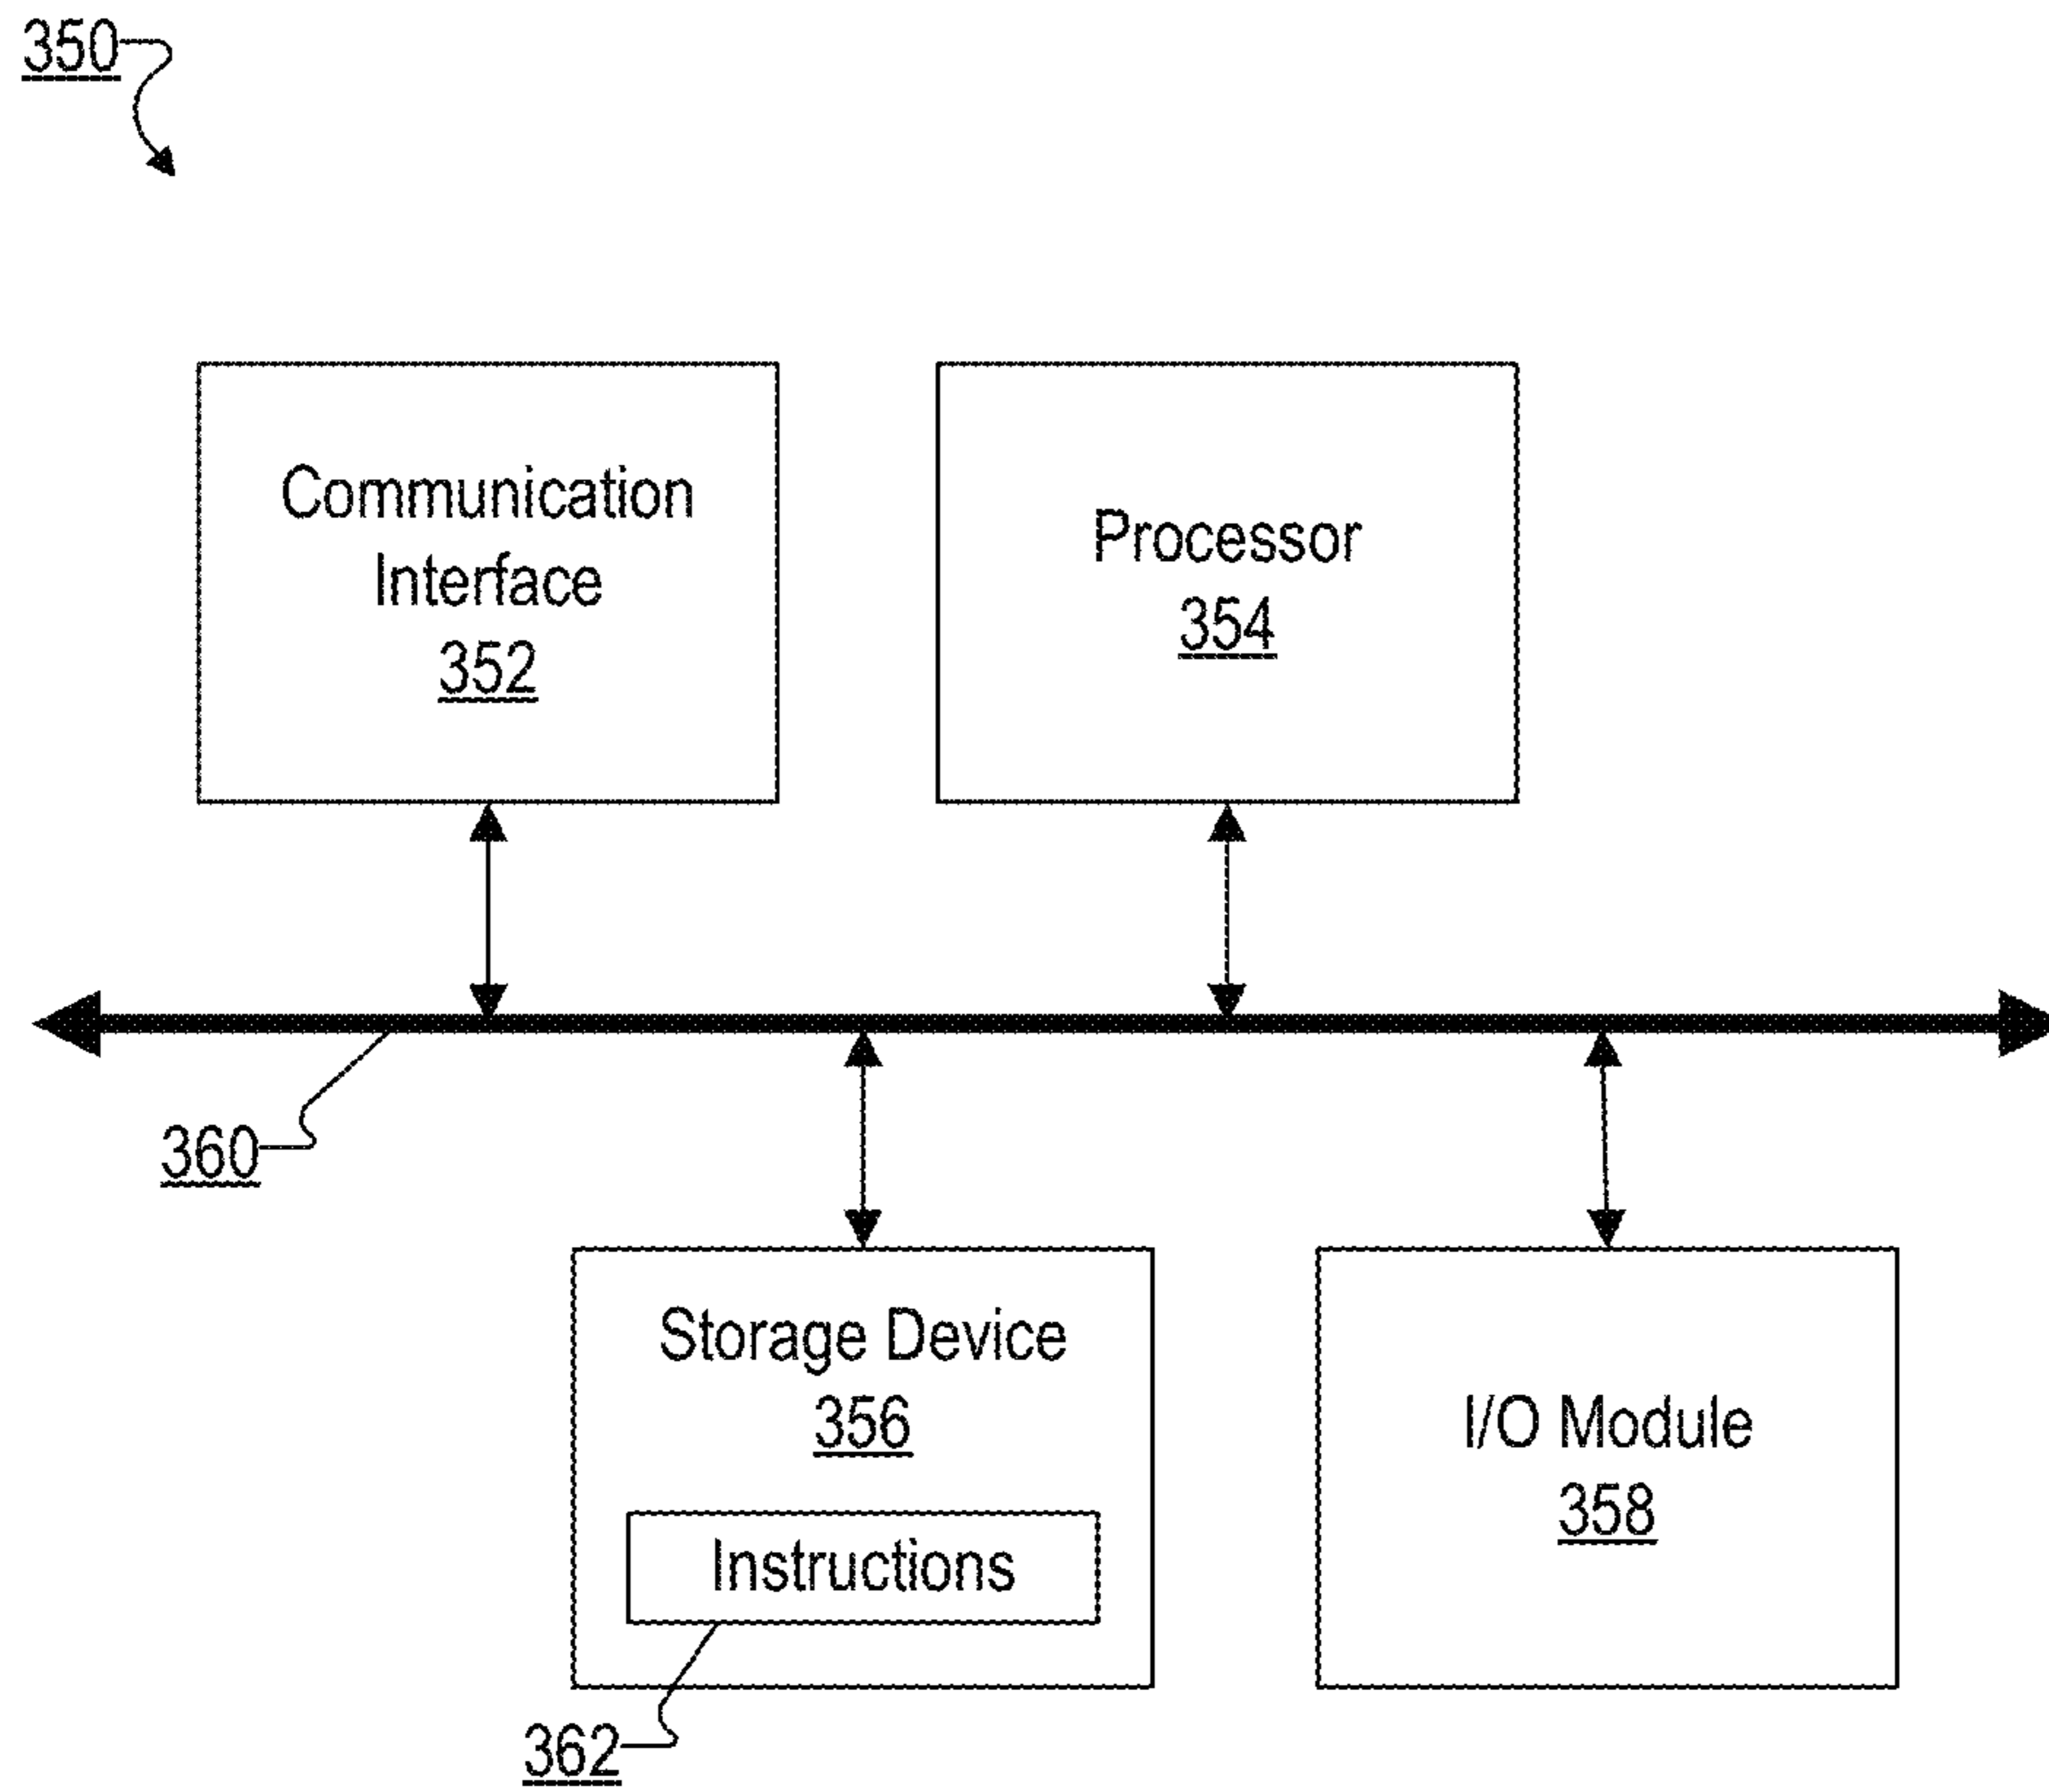 350
Communication
Interface
352
Processor
354
360
Storage Device
356
Instructions
362
I/O Module
358